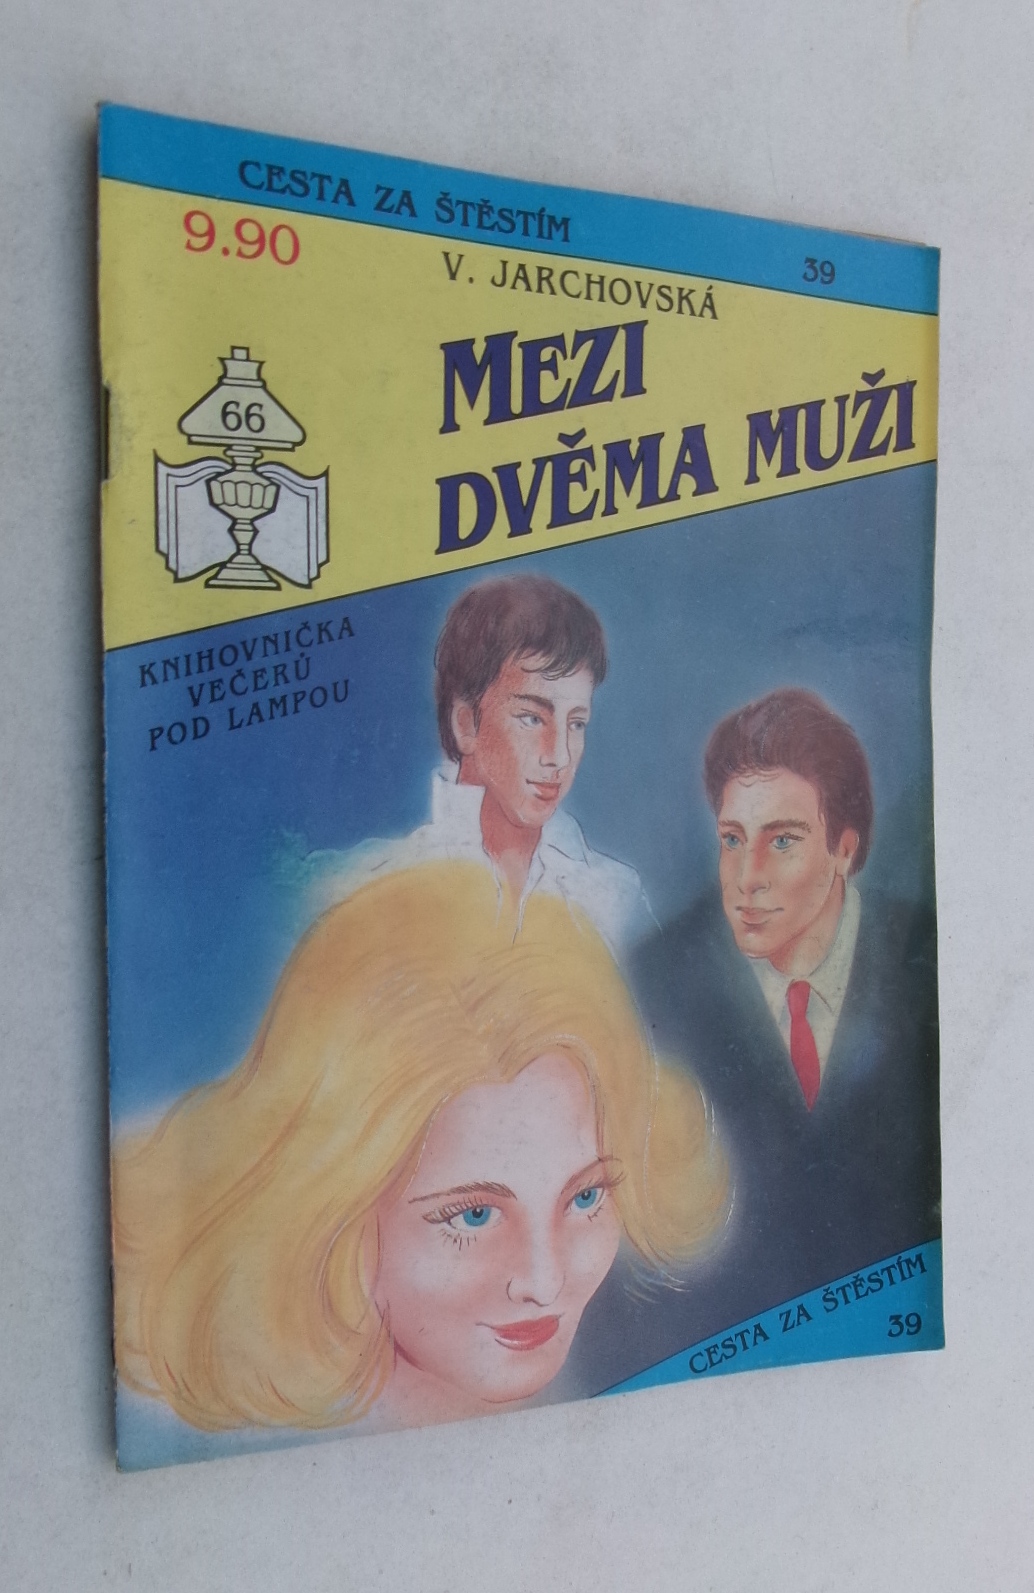 CESTA ZA ŠTĚSTÍM
39
9.90
V. JARCHOVSKÁ
MEZI
DVĚMA MUŽI
66
KNIHOVNIČKA
VEČERŮ
POD LAMPOU
CESTA ZA ŠTĚSTÍM
39